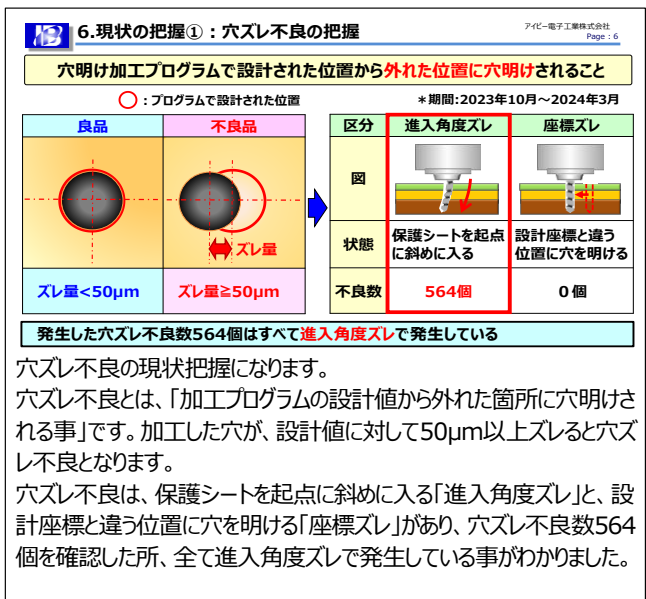 6.現状の把握①:穴ズレ不良の把握
アイビー電子工業株式会社
Page:6
穴明け加工プログラムで設計された位置から外れた位置に穴明けされること
:プログラムで設計された位置
*期間:2023年10月~2024年3月
良品
不良品
ズレ量
ズレ量<50μm
ズレ量≧50μm
区分
進入角度ズレ
座標ズレ
図
状態
保護シートを起点
に斜めに入る
設計座標と違う
位置に穴を明ける
不良数
564個
0個
発生した穴ズレ不良数564個はすべて進入角度ズレで発生している
穴ズレ不良の現状把握になります。
穴ズレ不良とは、「加工プログラムの設計値から外れた箇所に穴明けさ
れる事」です。加工した穴が、設計値に対して50μm以上ズレると穴ズ
レ不良となります。
穴ズレ不良は、保護シートを起点に斜めに入る「進入角度ズレ」と、設
計座標と違う位置に穴を明ける「座標ズレ」があり、穴ズレ不良数564
個を確認した所、全て進入角度ズレで発生している事がわかりました。